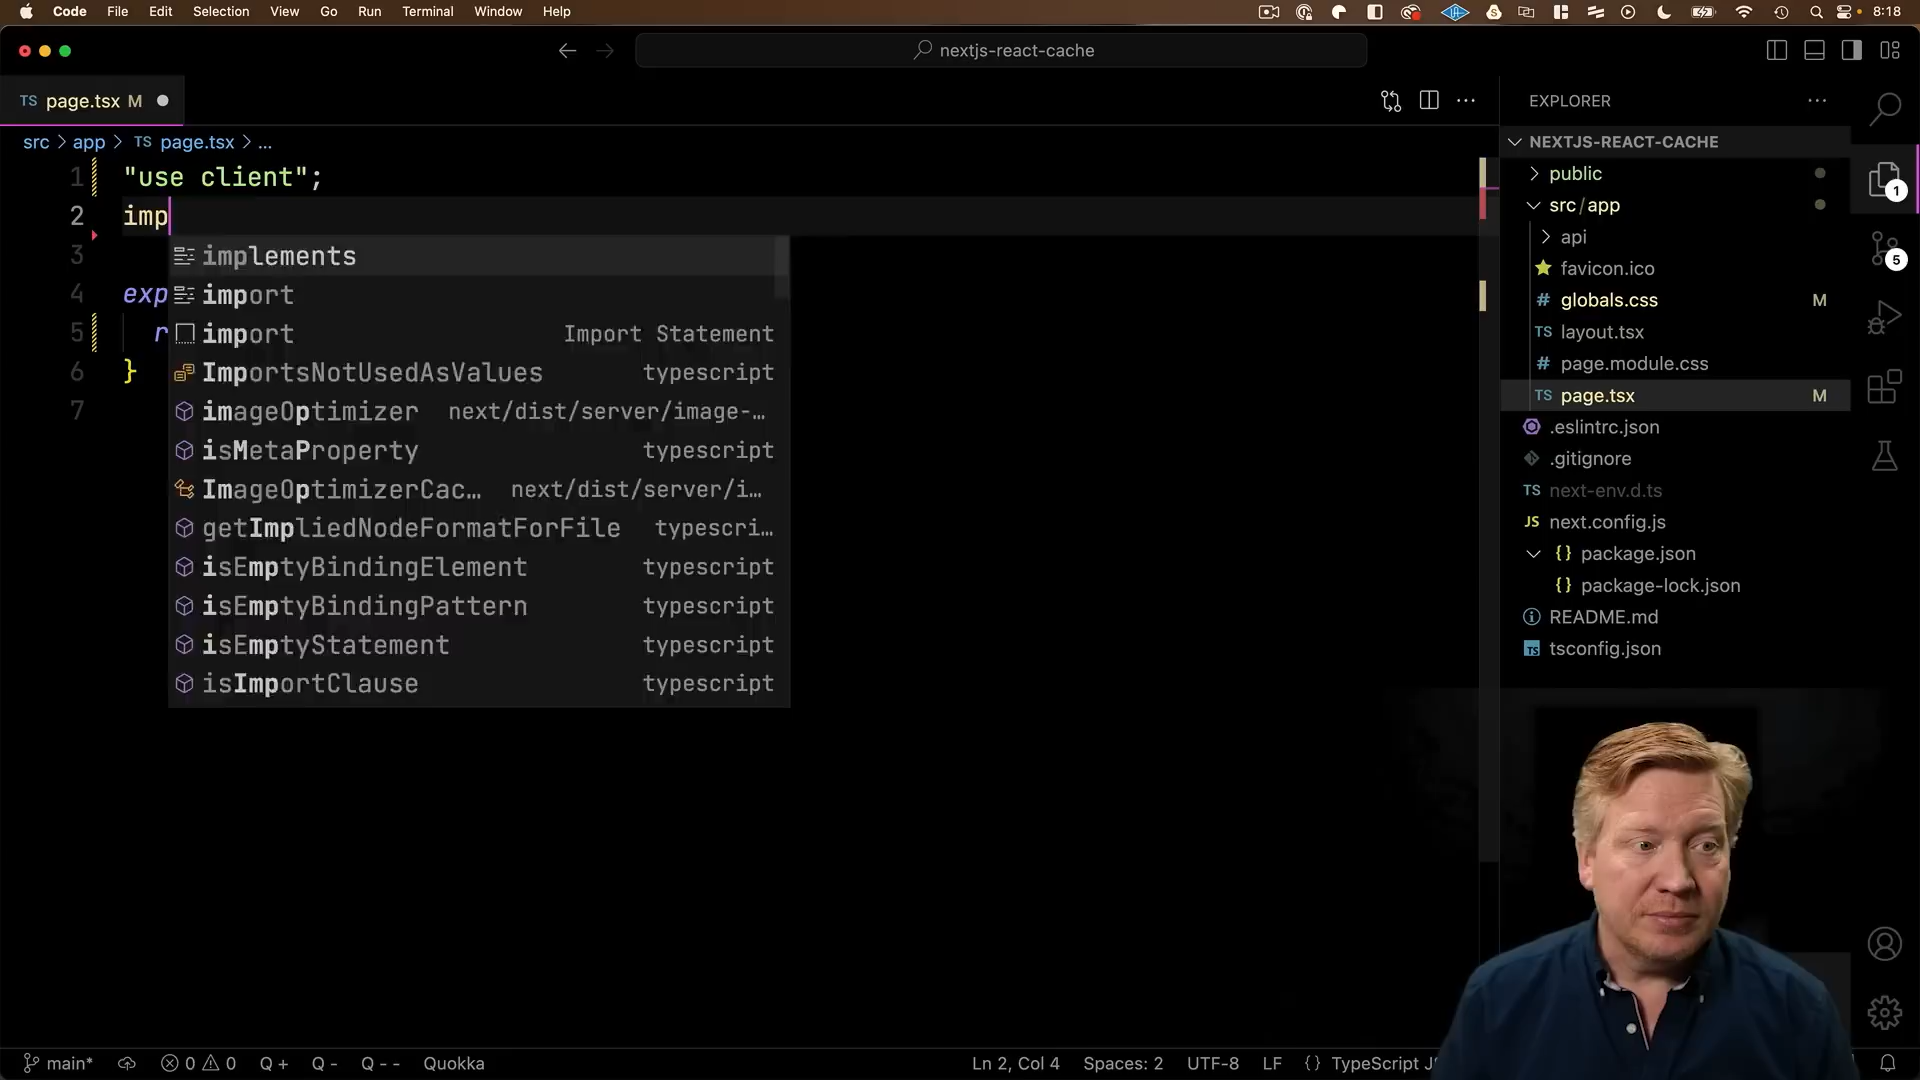 Code File Edit Selection View Go Run Terminal Window Help 8:18
nextjs-react-cache
TS page.tsx M
src > app > TS page.tsx > ...
1 "use client";
2 imp
3
4 exp
5 r
6 }
7
implements
import
import Import Statement
ImportsNotUsedAsValues typescript
imageOptimizer next/dist/server/image-…
isMetaProperty typescript
ImageOptimizerCac… next/dist/server/i…
getImpliedNodeFormatForFile typescri…
isEmptyBindingElement typescript
isEmptyBindingPattern typescript
isEmptyStatement typescript
isImportClause typescript
EXPLORER
NEXTJS-REACT-CACHE
public
src/app
api
favicon.ico
# globals.css M
TS layout.tsx
# page.module.css
TS page.tsx M
.eslintrc.json
.gitignore
TS next-env.d.ts
JS next.config.js
{} package.json
{} package-lock.json
README.md
TS tsconfig.json
1
5
main* 0 0 Q + Q - Q -- Quokka Ln 2, Col 4 Spaces: 2 UTF-8 LF {} TypeScript